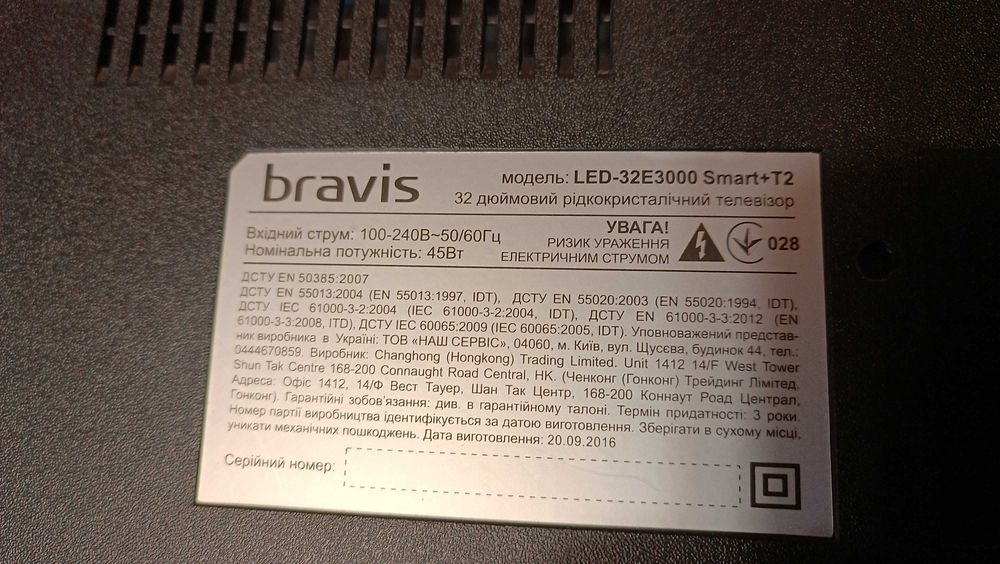 bravis
модель: LED-32E3000 Smart+T2
32 дюймовий рідкокристалічний телевізор
Вхідний струм: 100-240В~50/60Гц
Номінальна потужність: 45Вт
УВАГА!
РИЗИК УРАЖЕННЯ
ЕЛЕКТРИЧНИМ СТРУМОМ
028
ДСТУ EN 50385:2007
ДСТУ EN 55013:2004 (EN 55013:1997, IDT), ДСТУ EN 55020:2003 (EN 55020:1994, IDT),
ДСТУ IEC 61000-3-2:2004 (IEC 61000-3-2:2004, IDT), ДСТУ EN 61000-3-3:2012 (EN
61000-3-3:2008, ITD), ДСТУ IEC 60065:2009 (IEC 60065:2005, IDT). Уповноважений представ-
ник виробника в Україні: ТОВ «НАШ СЕРВІС», 04060, м. Київ, вул. Щусєва, будинок 44, тел.:
0444670859. Виробник: Changhong (Hongkong) Trading Limited. Unit 1412 14/F West Tower
Shun Tak Centre 168-200 Connaught Road Central, HK. (Ченконг (Гонконг) Трейдинг Лімітед.
Адреса: Офіс 1412, 14/Ф Вест Тауер, Шан Так Центр, 168-200 Коннаут Роад Централ,
Гонконг). Гарантійні зобов'язання: див. в гарантійному талоні. Термін придатності: 3 роки.
Номер партії виробництва ідентифікується за датою виготовлення. Зберігати в сухому місці,
уникати механічних пошкоджень. Дата виготовлення: 20.09.2016
Серійний номер: